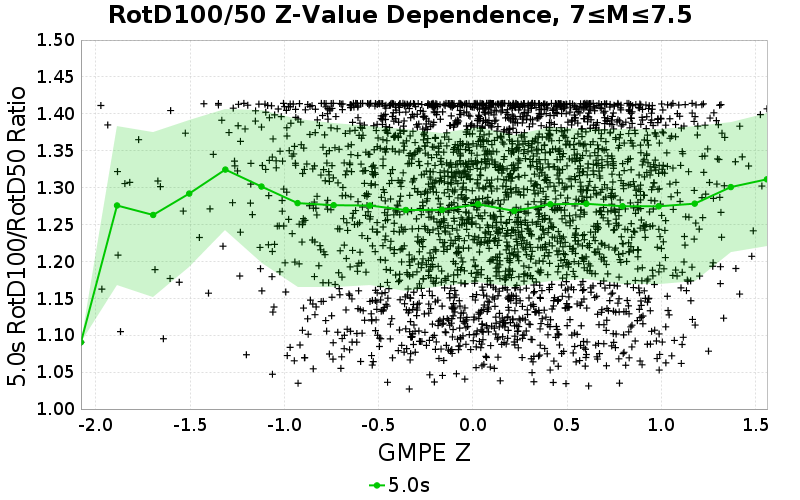 RotD100/50 Z-Value Dependence, 7≤M≤7.5
5.0s RotD100/RotD50 Ratio
1.50
1.45
1.40
1.35
1.30
1.25
1.20
1.15
1.10
1.05
1.00
-2.0 -1.5 -1.0 -0.5 0.0 0.5 1.0 1.5
GMPE Z
5.0s